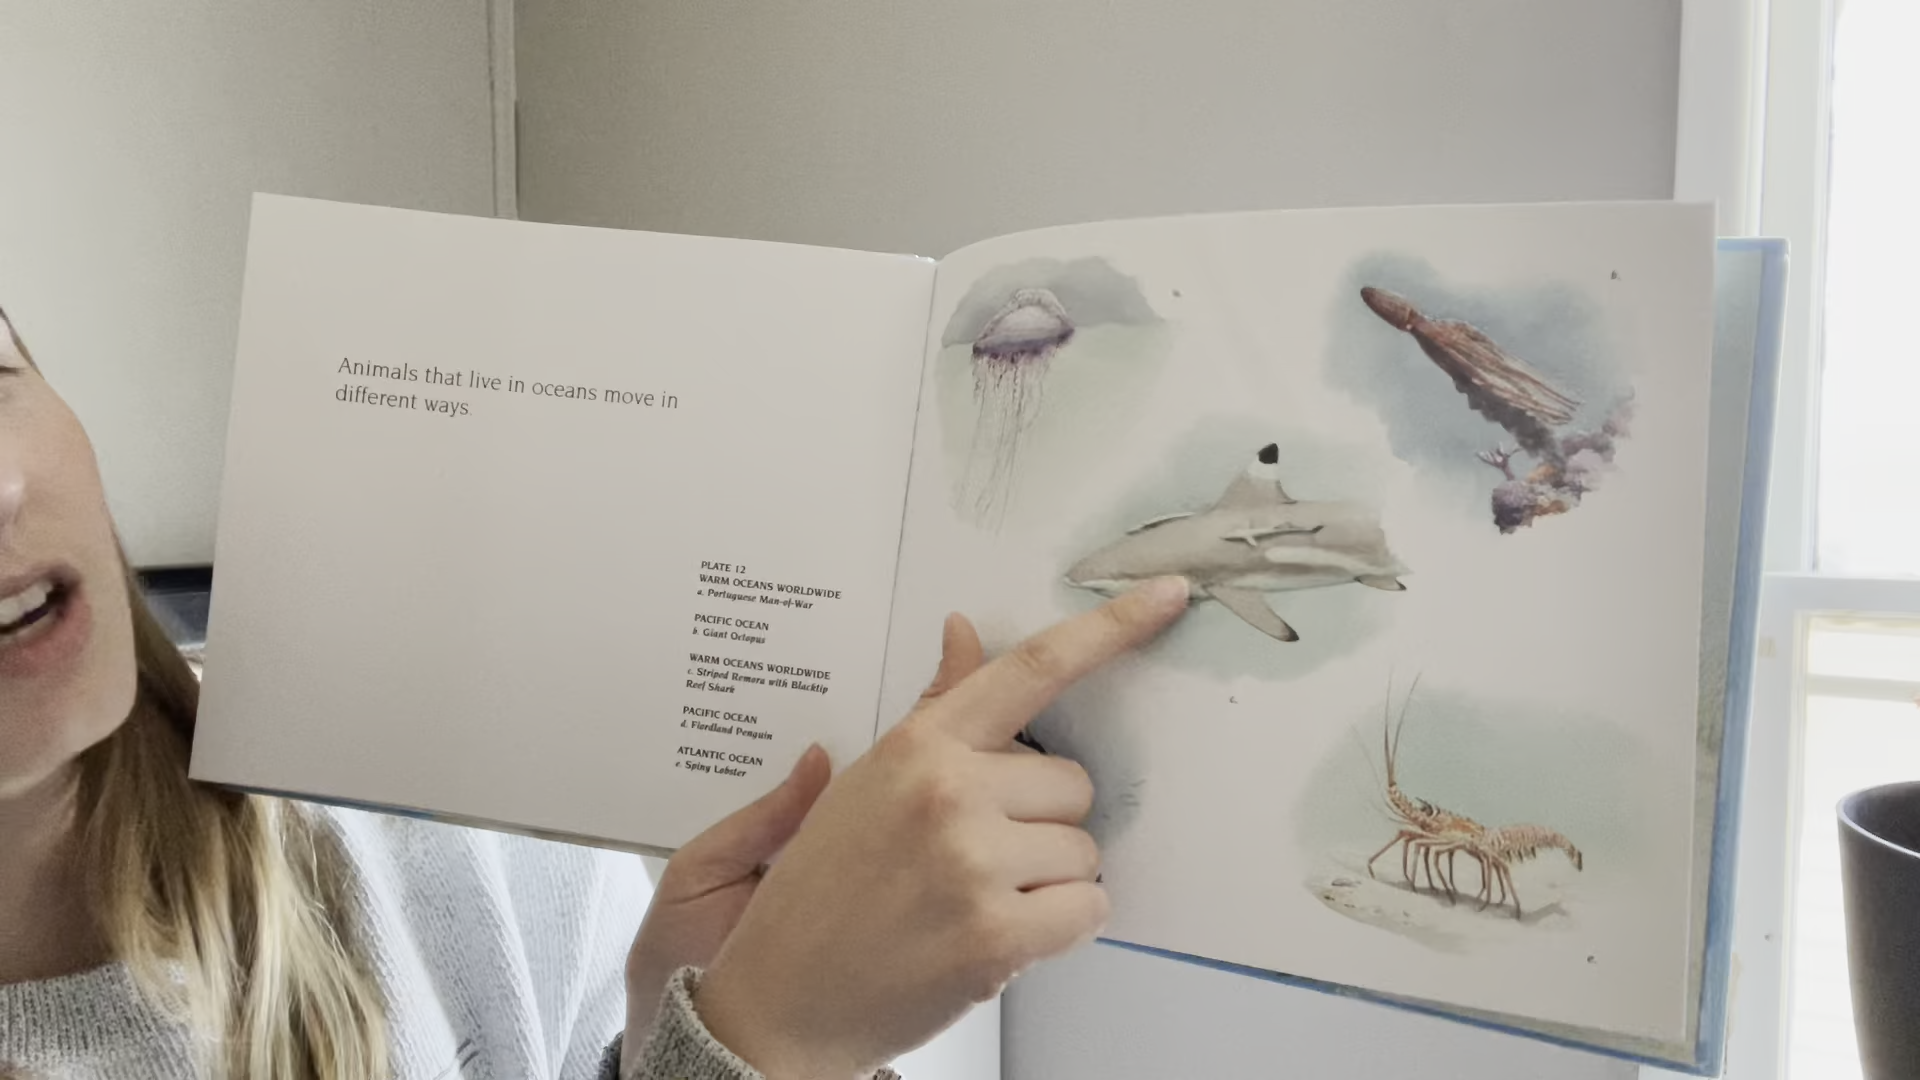 Animals that live in oceans move in
different ways.
PLATE 12
WARM OCEANS WORLDWIDE
a. Portuguese Man-of-War
PACIFIC OCEAN
b. Giant Octopus
WARM OCEANS WORLDWIDE
c. Striped Remora with Blacktip
Reef Shark
PACIFIC OCEAN
d. Fiordland Penguin
ATLANTIC OCEAN
e. Spiny Lobster
b.
c.
e.